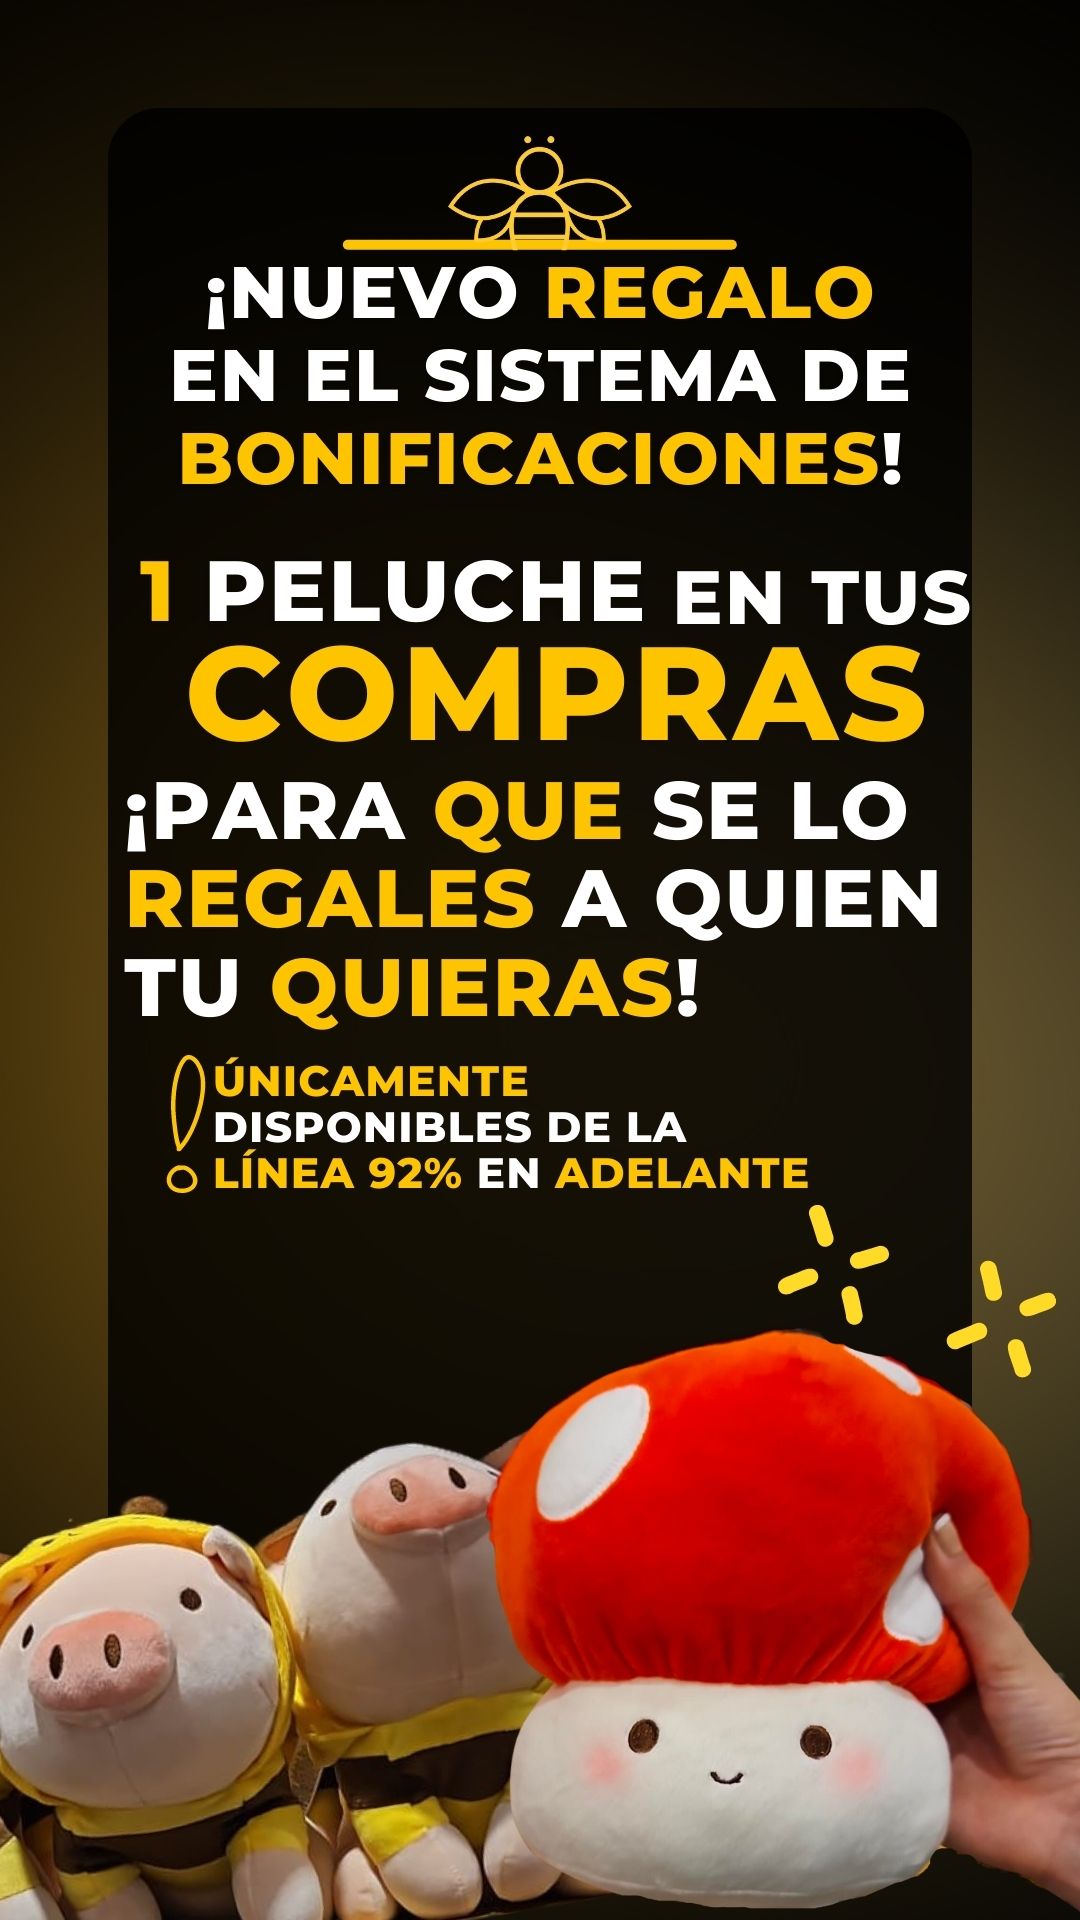 ¡NUEVO REGALO
EN EL SISTEMA DE
BONIFICACIONES!
1 PELUCHE EN TUS
COMPRAS
¡PARA QUE SE LO
REGALES A QUIEN
TU QUIERAS!
ÚNICAMENTE
DISPONIBLES DE LA
LÍNEA 92% EN ADELANTE